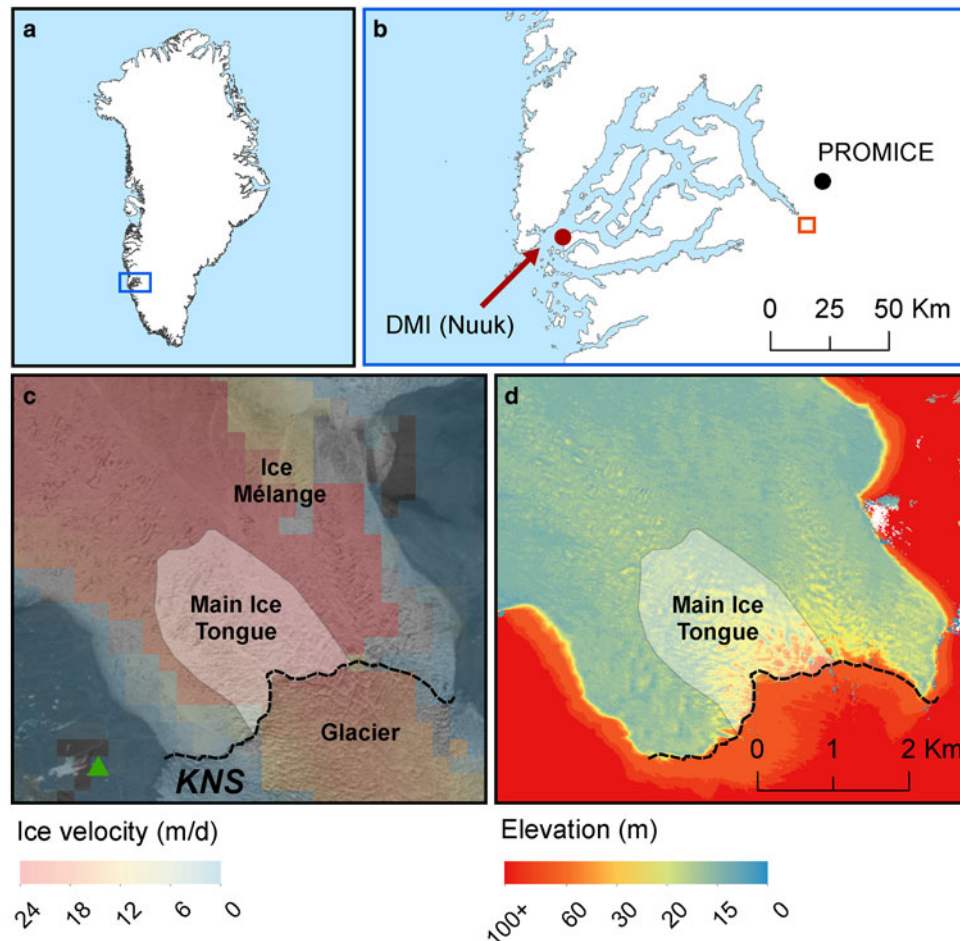 a
b
PROMICE
DMI (Nuuk)
0 25 50 Km
c
Ice
Mélange
Main Ice
Tongue
Glacier
KNS
d
Main Ice
Tongue
0 1 2 Km
Ice velocity (m/d)
24 18 12 6 0
Elevation (m)
100+ 60 30 20 15 0